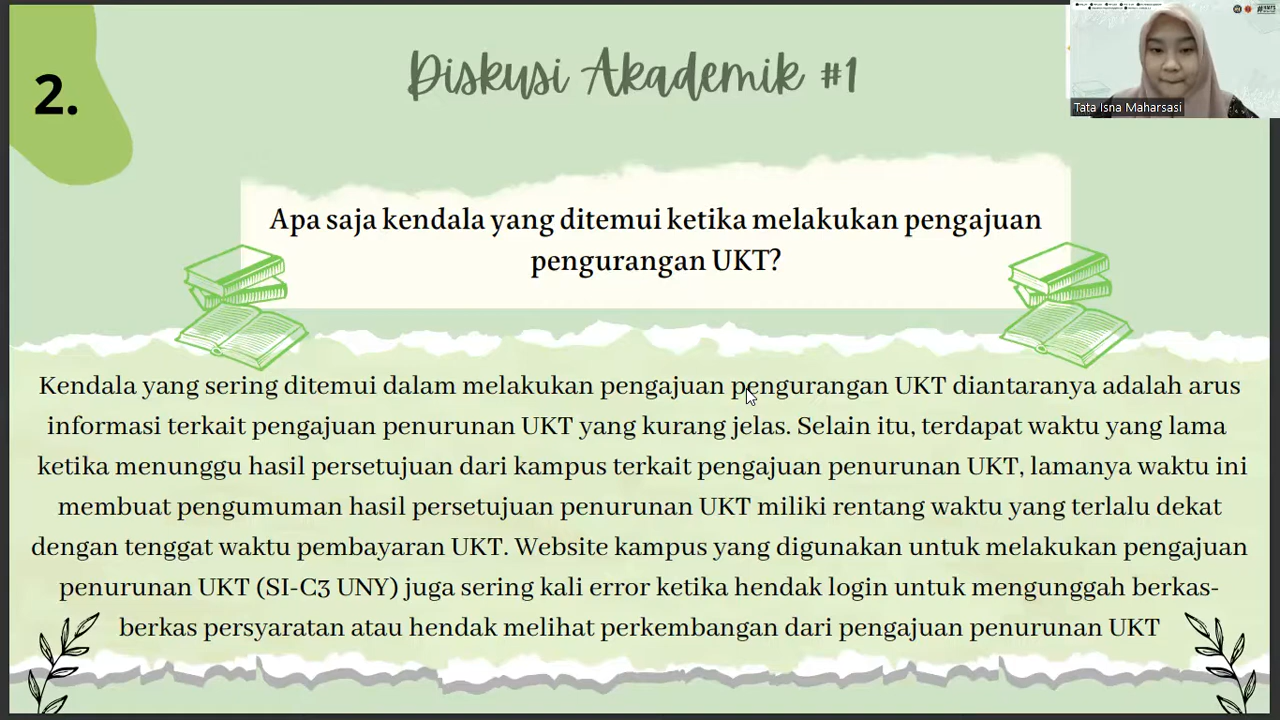 2.
Diskusi Akademik #1
Tata Isna Maharsasi
Apa saja kendala yang ditemui ketika melakukan pengajuan
pengurangan UKT?
Kendala yang sering ditemui dalam melakukan pengajuan pengurangan UKT diantaranya adalah arus
informasi terkait pengajuan penurunan UKT yang kurang jelas. Selain itu, terdapat waktu yang lama
ketika menunggu hasil persetujuan dari kampus terkait pengajuan penurunan UKT, lamanya waktu ini
membuat pengumuman hasil persetujuan penurunan UKT miliki rentang waktu yang terlalu dekat
dengan tenggat waktu pembayaran UKT. Website kampus yang digunakan untuk melakukan pengajuan
penurunan UKT (SI-C3 UNY) juga sering kali error ketika hendak login untuk mengunggah berkas-
berkas persyaratan atau hendak melihat perkembangan dari pengajuan penurunan UKT